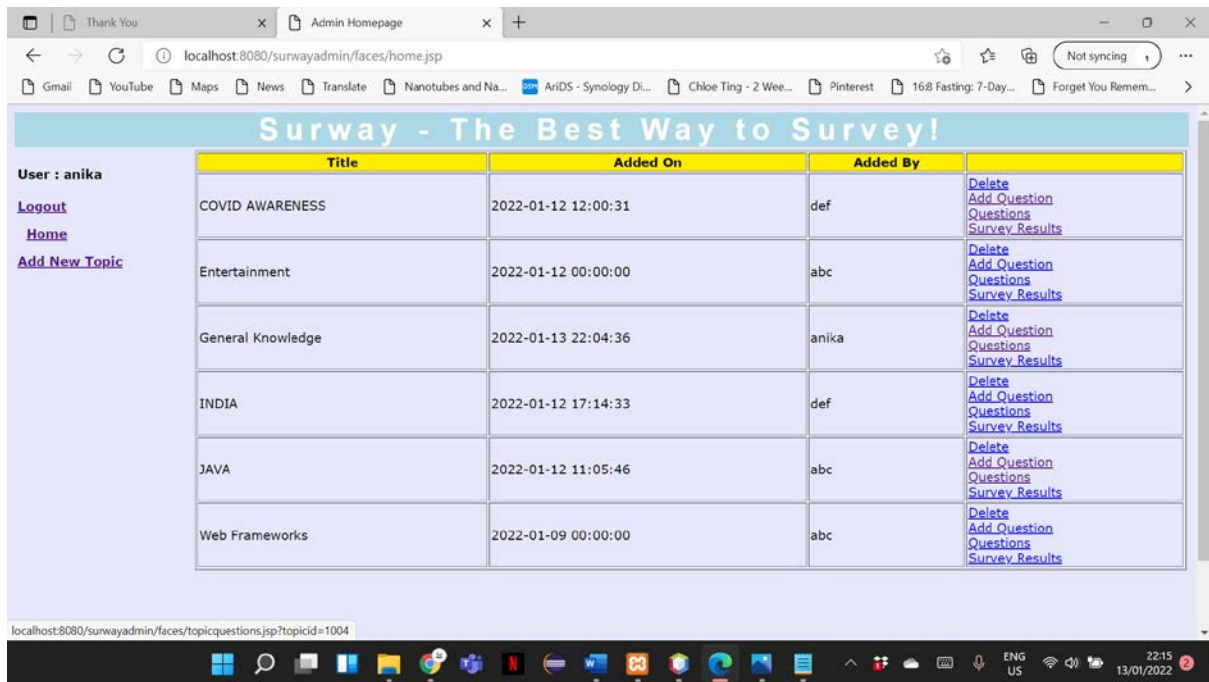 Thank You
Admin Homepage
localhost:8080/surwayadmin/faces/home.jsp
Not syncing
Gmail YouTube Maps News Translate Nanotubes and Na... AriDS - Synology Di... Chloe Ting - 2 Wee... Pinterest 16:8 Fasting: 7-Day... Forget You Remem...
Surway - The Best Way to Survey!
User : anika
Logout
Home
Add New Topic
Title Added On Added By
COVID AWARENESS 2022-01-12 12:00:31 def
Delete
Add Question
Questions
Survey Results
Entertainment 2022-01-12 00:00:00 abc
Delete
Add Question
Questions
Survey Results
General Knowledge 2022-01-13 22:04:36 anika
Delete
Add Question
Questions
Survey Results
INDIA 2022-01-12 17:14:33 def
Delete
Add Question
Questions
Survey Results
JAVA 2022-01-12 11:05:46 abc
Delete
Add Question
Questions
Survey Results
Web Frameworks 2022-01-09 00:00:00 abc
Delete
Add Question
Questions
Survey Results
localhost:8080/surwayadmin/faces/topicquestions.jsp?topicid=1004
ENG
US
22:15
13/01/2022
2